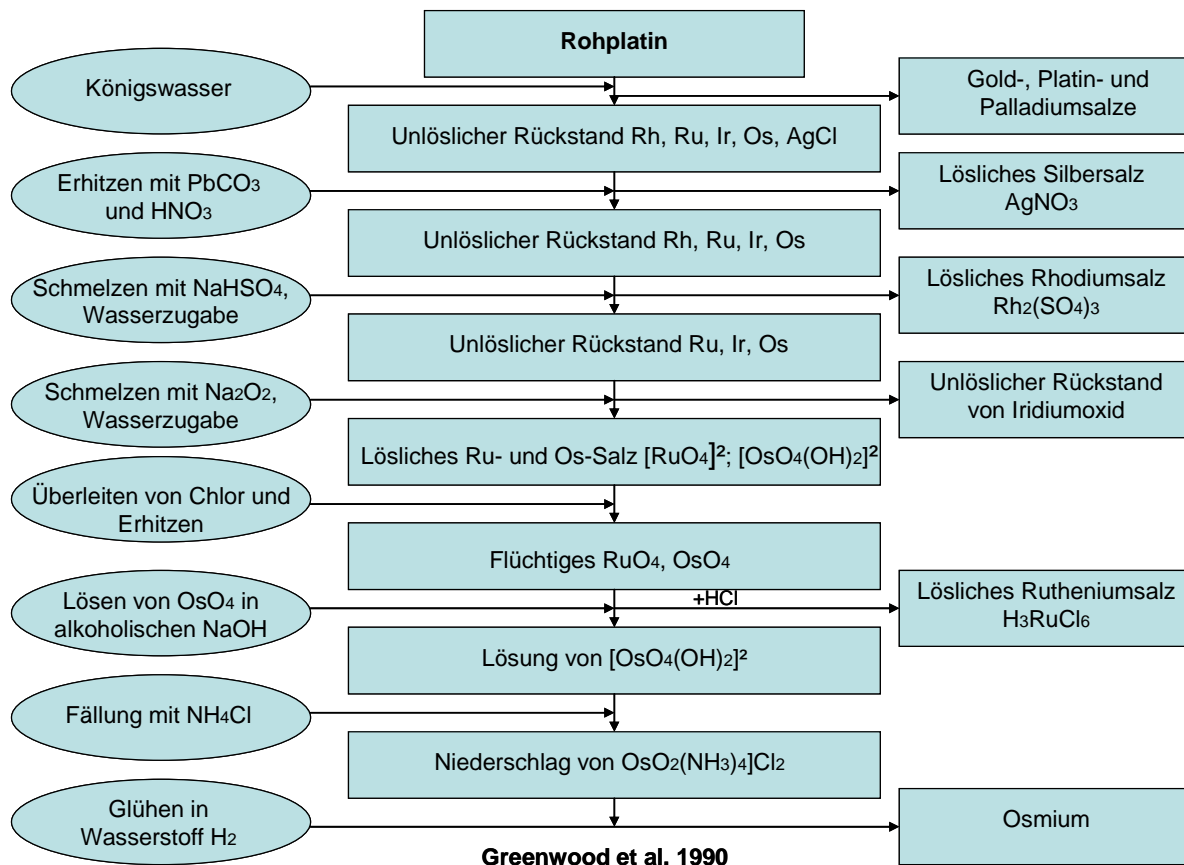 Rohplatin
Königswasser
Gold-, Platin- und
Palladiumsalze
Unlöslicher Rückstand Rh, Ru, Ir, Os, AgCl
Erhitzen mit PbCO3
und HNO3
Lösliches Silbersalz
AgNO3
Unlöslicher Rückstand Rh, Ru, Ir, Os
Schmelzen mit NaHSO4,
Wasserzugabe
Lösliches Rhodiumsalz
Rh2(SO4)3
Unlöslicher Rückstand Ru, Ir, Os
Schmelzen mit Na2O2,
Wasserzugabe
Unlöslicher Rückstand
von Iridiumoxid
Lösliches Ru- und Os-Salz [RuO4]²; [OsO4(OH)2]²
Überleiten von Chlor und
Erhitzen
Flüchtiges RuO4, OsO4
Lösen von OsO4 in
alkoholischen NaOH
+HCl
Lösliches Rutheniumsalz
H3RuCl6
Lösung von [OsO4(OH)2]²
Fällung mit NH4Cl
Niederschlag von OsO2(NH3)4]Cl2
Glühen in
Wasserstoff H2
Osmium
Greenwood et al. 1990